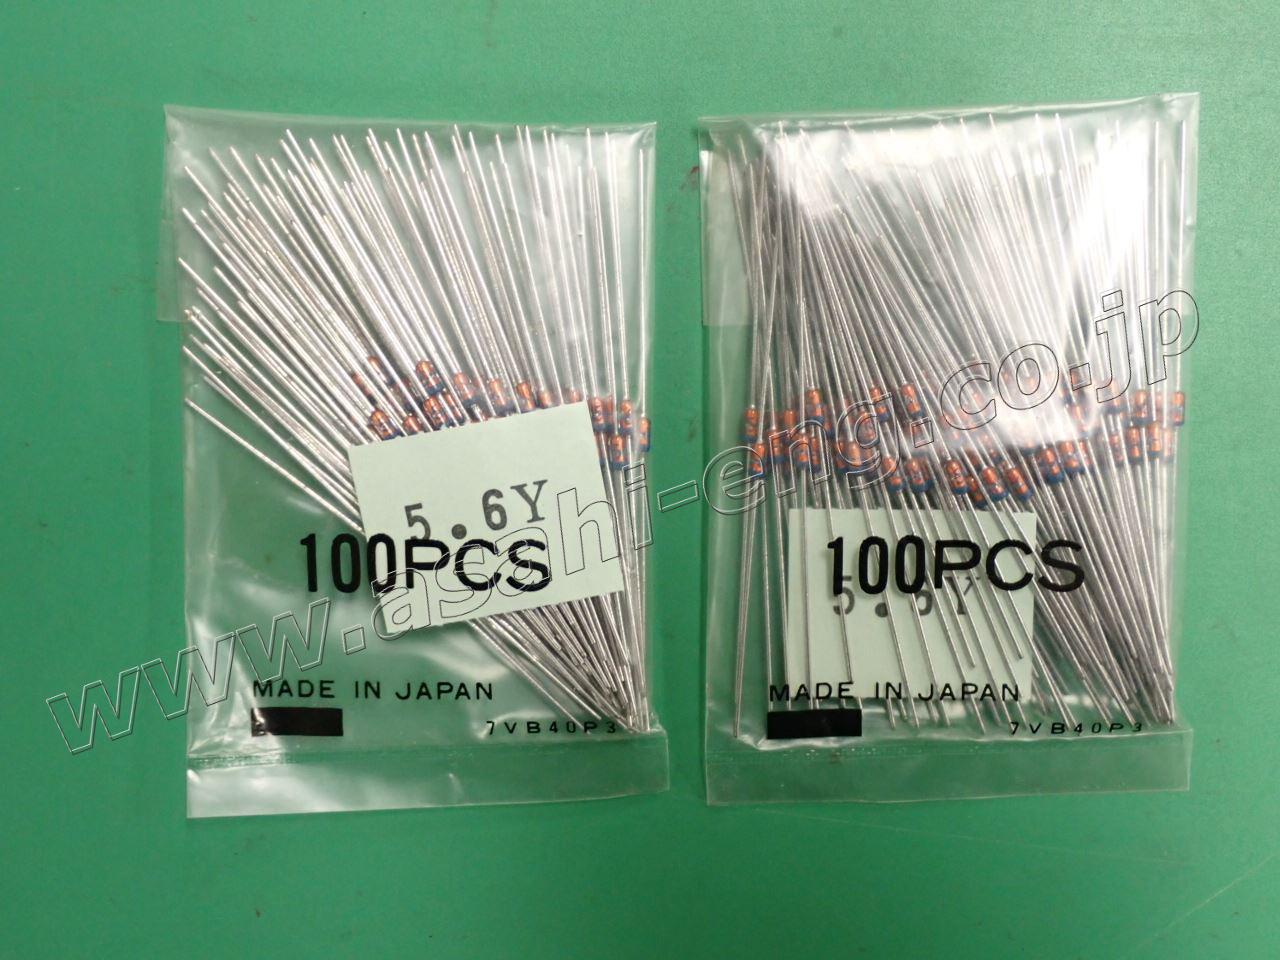 5.6Y
100PCS
MADE IN JAPAN
7VB40P3
100PCS
5.6Y
MADE IN JAPAN
7VB40P3
www.asahi-eng.co.jp